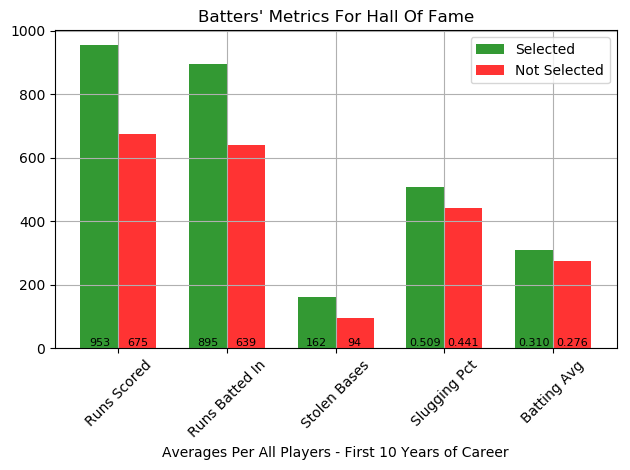 Batters' Metrics For Hall Of Fame
1000
800
600
400
200
0
Selected
Not Selected
953 675 895 639 162 94 0.509 0.441 0.310 0.276
Runs Scored
Runs Batted In
Stolen Bases
Slugging Pct
Batting Avg
Averages Per All Players - First 10 Years of Career